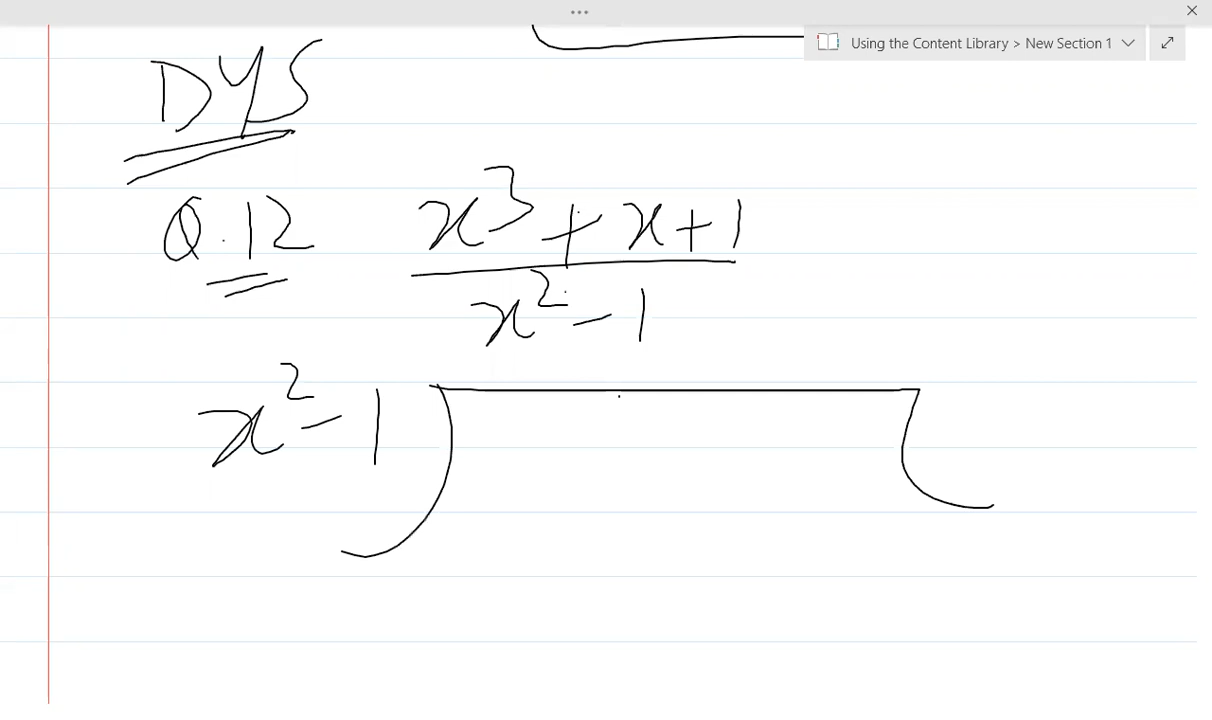 Using the Content Library > New Section 1
DYS
Q.12 x³ + x + 1
x² - 1
x² - 1